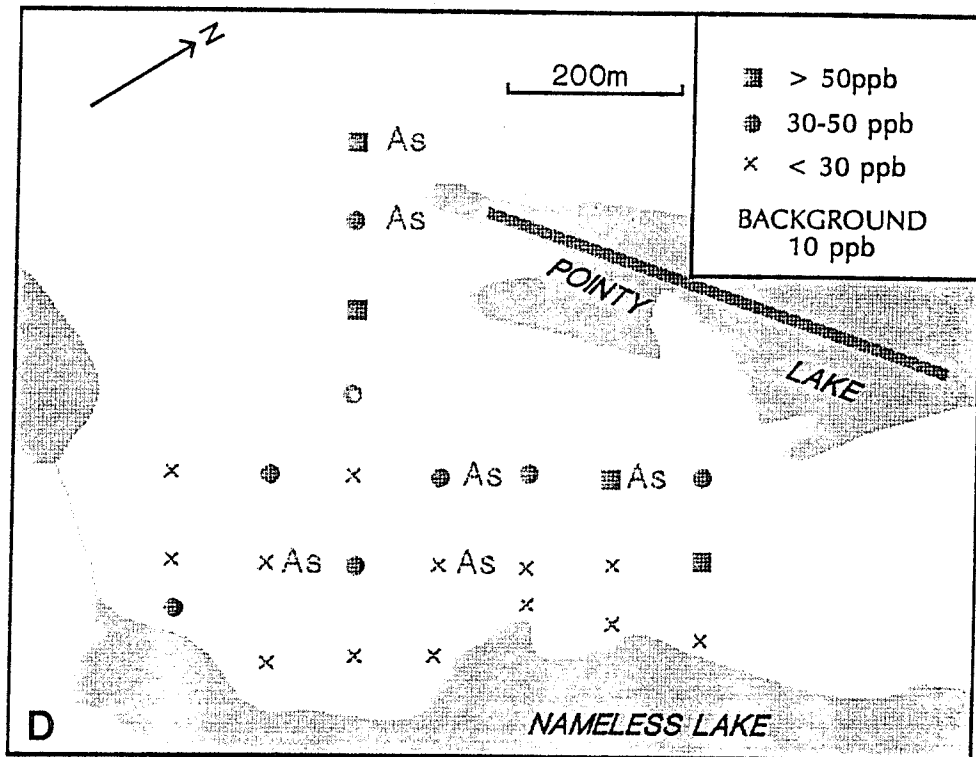 N
200m
> 50ppb
30-50 ppb
× < 30 ppb
BACKGROUND
10 ppb
As
As
POINTY
LAKE
As As
As As
D
NAMELESS LAKE